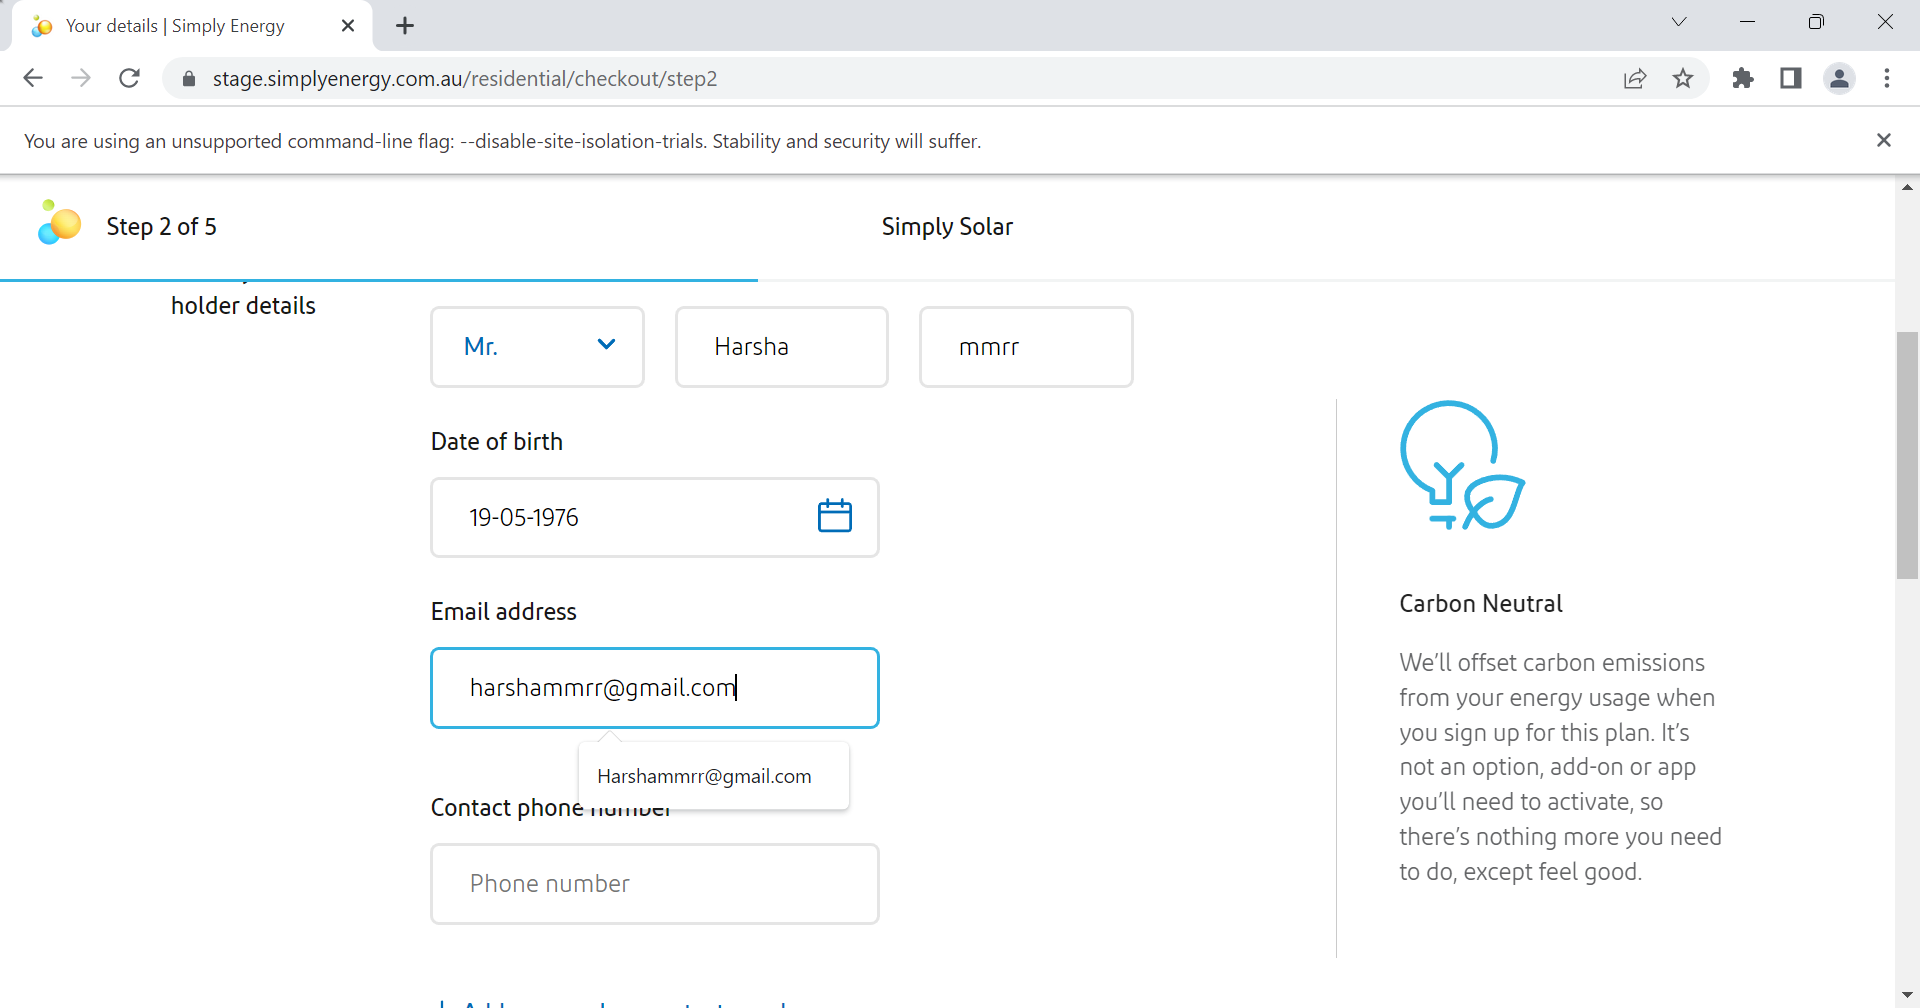 Your details | Simply Energy
stage.simplyenergy.com.au/residential/checkout/step2
You are using an unsupported command-line flag: --disable-site-isolation-trials. Stability and security will suffer.
Step 2 of 5
Simply Solar
holder details
Mr.
Harsha
mmrr
Date of birth
19-05-1976
Email address
harshammrr@gmail.com
Harshammrr@gmail.com
Contact phone number
Phone number
Carbon Neutral
We'll offset carbon emissions
from your energy usage when
you sign up for this plan. It's
not an option, add-on or app
you'll need to activate, so
there's nothing more you need
to do, except feel good.